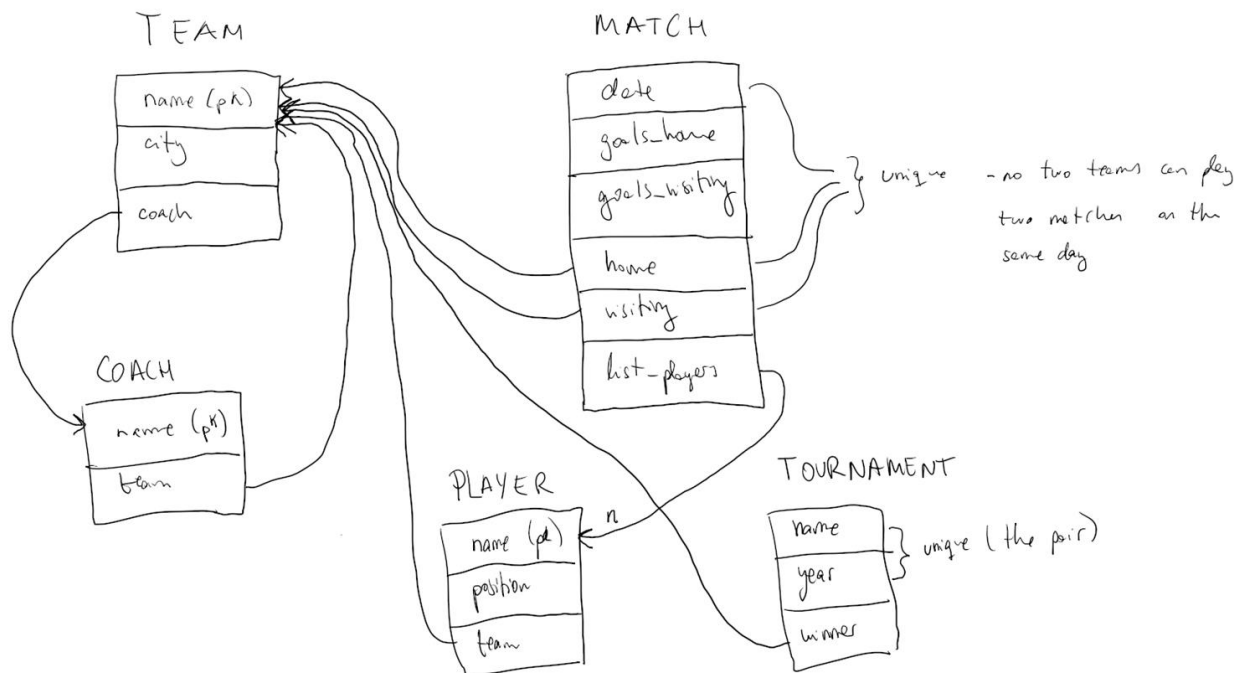 TEAM
name (pk)
city
coach
MATCH
date
goals_home
goals_visiting
home
visiting
list_players
unique - no two teams can play
two matches on the
same day
COACH
name (pk)
team
PLAYER
name (pk)
position
team
n
TOURNAMENT
name
year
winner
unique (the pair)